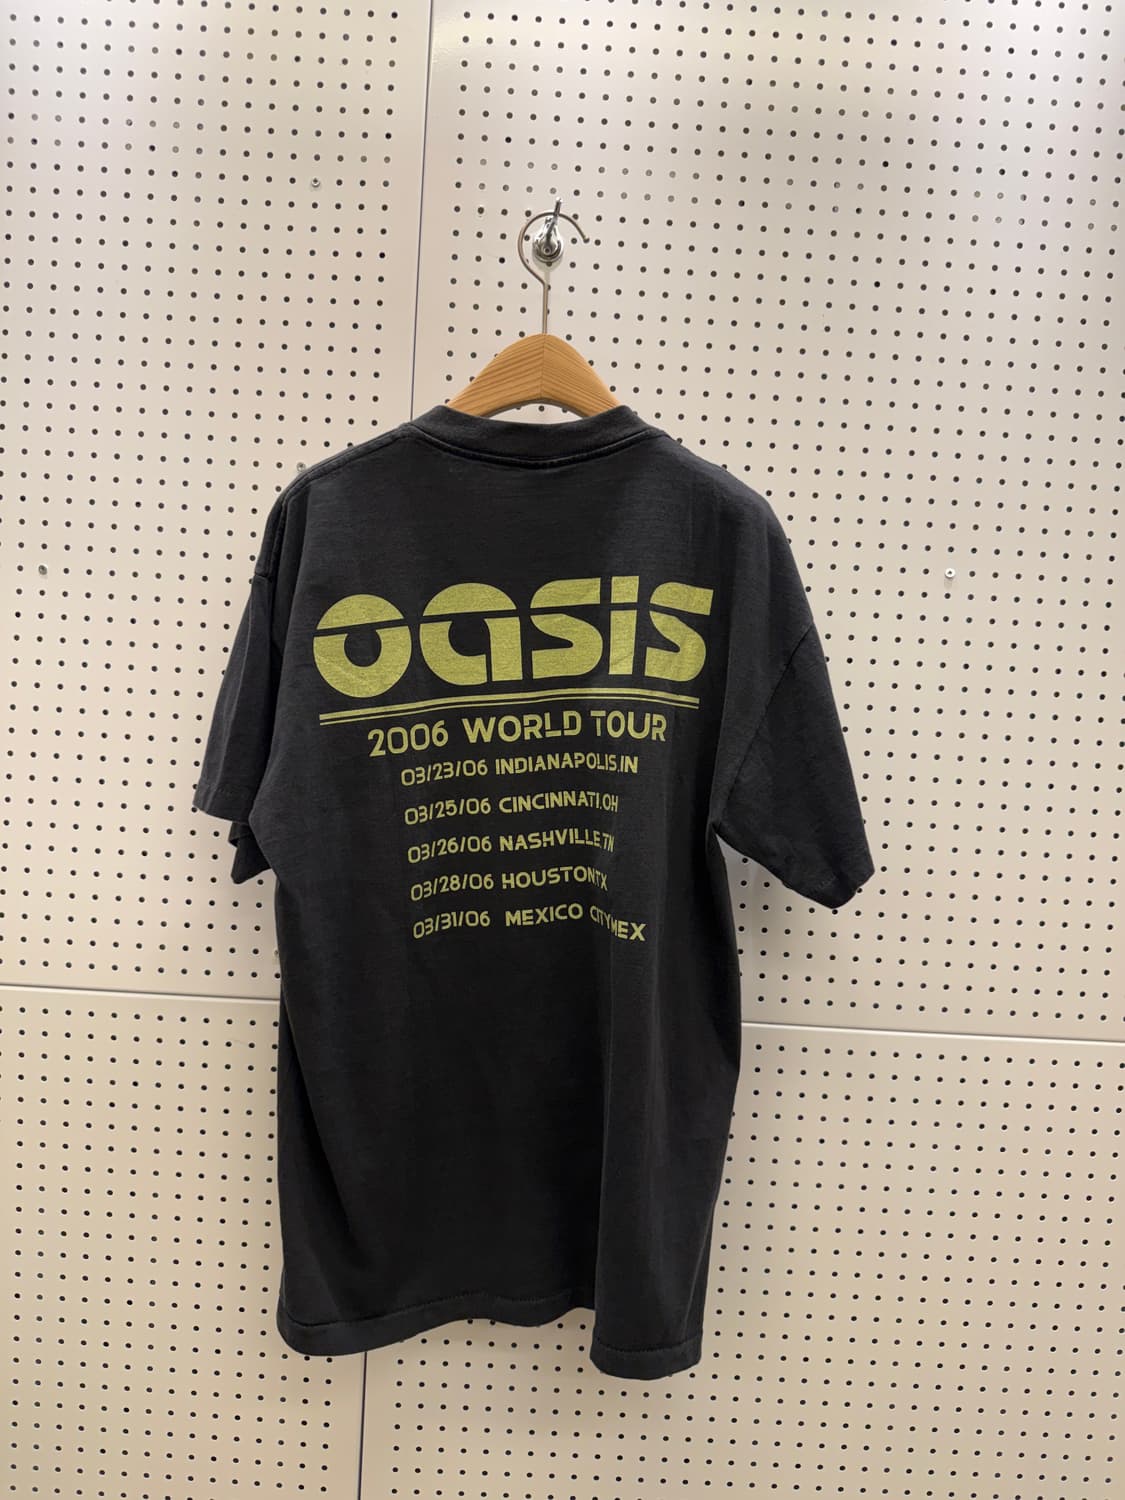 oasis
2006 WORLD TOUR
03/23/06 INDIANAPOLIS,IN
03/25/06 CINCINNATI,OH
03/26/06 NASHVILLE,TN
03/28/06 HOUSTON,TX
03/31/06 MEXICO CITY,MEX